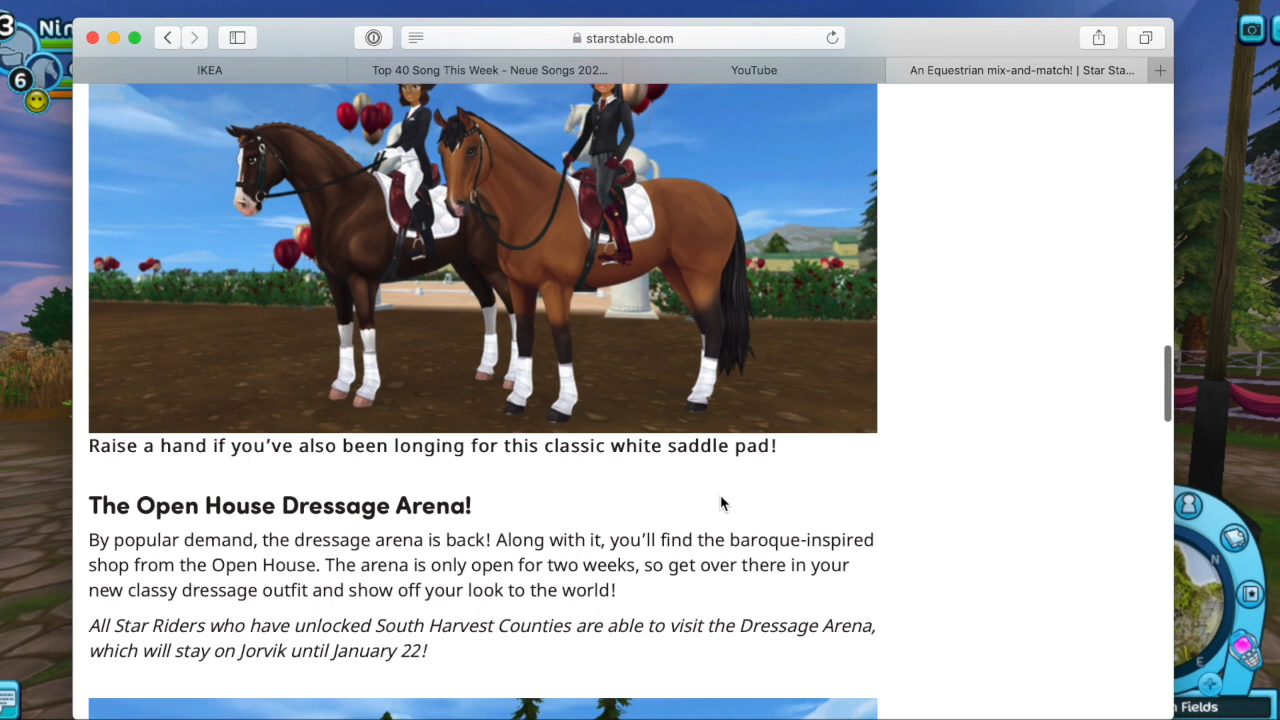 3
Nin
6
starstable.com
IKEA
Top 40 Song This Week - Neue Songs 202...
YouTube
An Equestrian mix-and-match! | Star Sta...
Raise a hand if you’ve also been longing for this classic white saddle pad!
The Open House Dressage Arena!
By popular demand, the dressage arena is back! Along with it, you’ll find the baroque-inspired
shop from the Open House. The arena is only open for two weeks, so get over there in your
new classy dressage outfit and show off your look to the world!
All Star Riders who have unlocked South Harvest Counties are able to visit the Dressage Arena,
which will stay on Jorvik until January 22!
N
E
n Fields